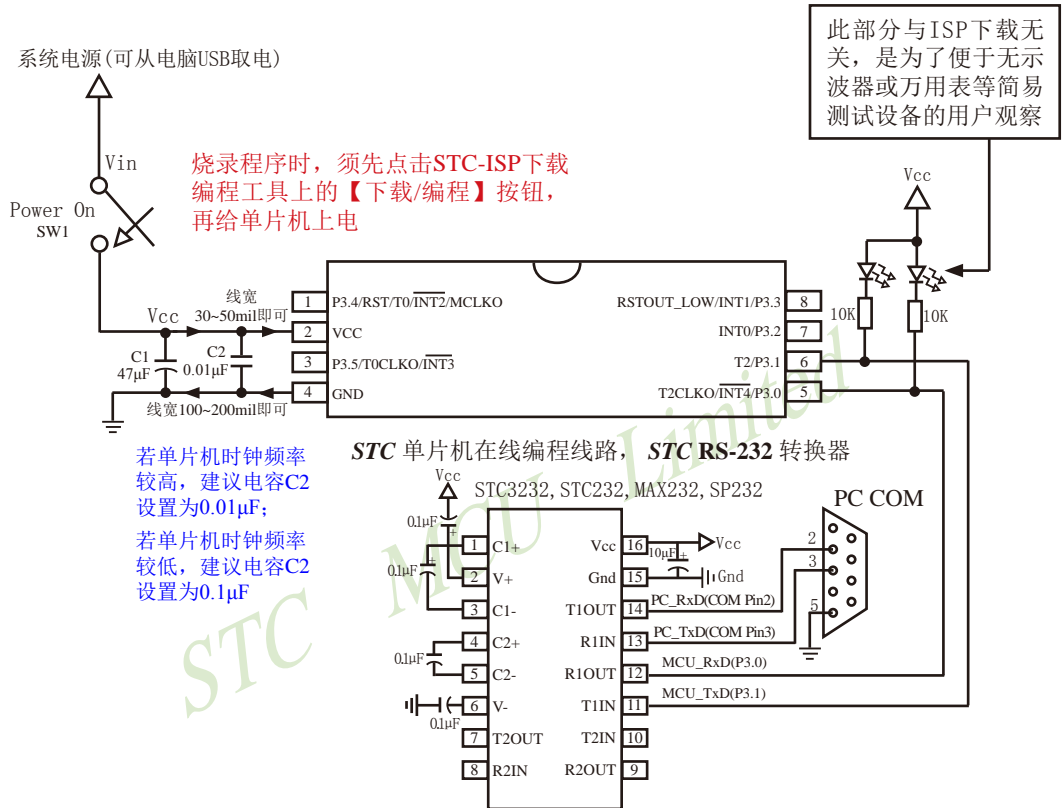 系统电源(可从电脑USB取电)
此部分与ISP下载无
关，是为了便于无示
波器或万用表等简易
测试设备的用户观察
Vin
Power On
SW1
烧录程序时，须先点击STC-ISP下载
编程工具上的【下载/编程】按钮，
再给单片机上电
Vcc
10K
10K
Vcc
线宽
30~50mil即可
C1
47μF
C2
0.01μF
线宽100~200mil即可
1 P3.4/RST/T0/INT2/MCLKO
2 VCC
3 P3.5/T0CLKO/INT3
4 GND
RSTOUT_LOW/INT1/P3.3 8
INT0/P3.2 7
T2/P3.1 6
T2CLKO/INT4/P3.0 5
若单片机时钟频率
较高，建议电容C2
设置为0.01μF；
若单片机时钟频率
较低，建议电容C2
设置为0.1μF
STC 单片机在线编程线路， STC RS-232 转换器
STC3232, STC232, MAX232, SP232
Vcc
0.1μF
+
0.1μF
+
0.1μF
0.1μF
1 C1+
2 V+
3 C1-
4 C2+
5 C2-
6 V-
7 T2OUT
8 R2IN
Vcc 16
Gnd 15
T1OUT 14
R1IN 13
R1OUT 12
T1IN 11
T2IN 10
R2OUT 9
10μF
+
Vcc
Gnd
PC_RxD(COM Pin2)
PC_TxD(COM Pin3)
MCU_RxD(P3.0)
MCU_TxD(P3.1)
PC COM
2
3
5
STC MCU Limited